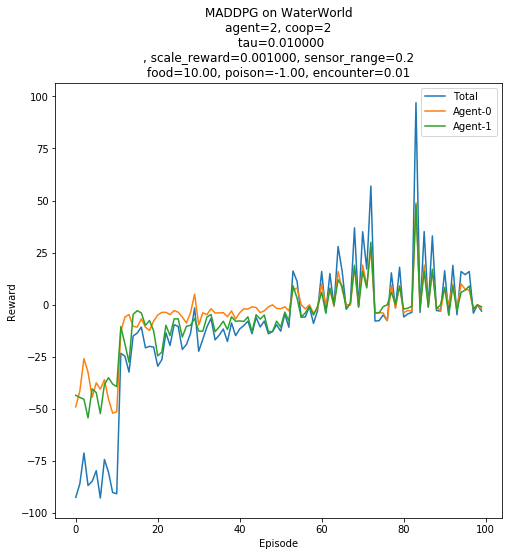 MADDPG on WaterWorld
agent=2, coop=2
tau=0.010000
, scale_reward=0.001000, sensor_range=0.2
food=10.00, poison=-1.00, encounter=0.01
Total
Agent-0
Agent-1
100
75
50
25
0
−25
−50
−75
−100
Reward
0 20 40 60 80 100
Episode